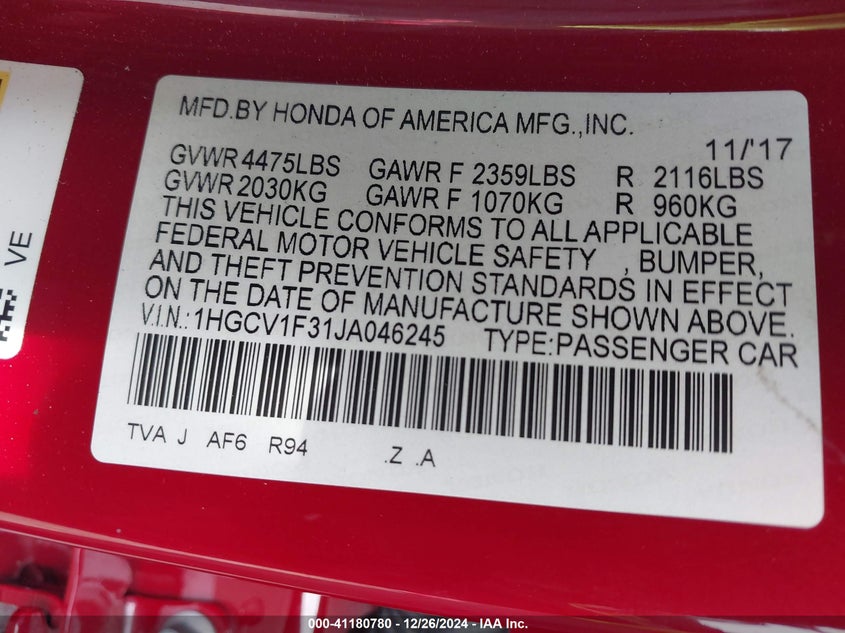 MFD.BY HONDA OF AMERICA MFG.,INC.
11/'17
GVWR 4475LBS GAWR F 2359LBS R 2116LBS
GVWR 2030KG GAWR F 1070KG R 960KG
THIS VEHICLE CONFORMS TO ALL APPLICABLE
FEDERAL MOTOR VEHICLE SAFETY , BUMPER,
AND THEFT PREVENTION STANDARDS IN EFFECT
ON THE DATE OF MANUFACTURE SHOWN ABOVE.
V.I.N.: 1HGCV1F31JA046245 TYPE:PASSENGER CAR
TVA J AF6 R94 .Z .A
VE
000-41180780 – 12/26/2024 – IAA Inc.